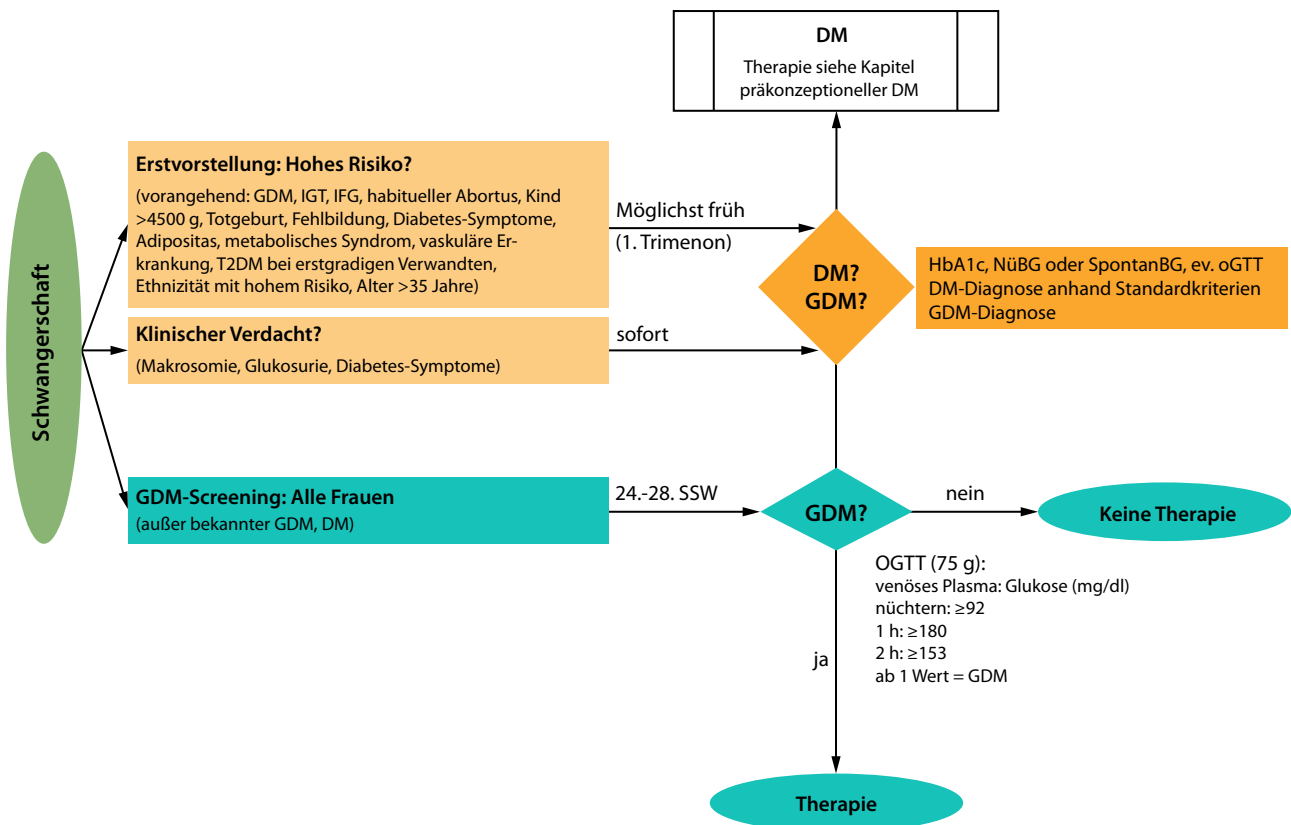 DM
Therapie siehe Kapitel
präkonzeptioneller DM
Schwangerschaft
Erstvorstellung: Hohes Risiko?
(vorangehend: GDM, IGT, IFG, habitueller Abortus, Kind
>4500 g, Totgeburt, Fehlbildung, Diabetes-Symptome,
Adipositas, metabolisches Syndrom, vaskuläre Er-
krankung, T2DM bei erstgradigen Verwandten,
Ethnizität mit hohem Risiko, Alter >35 Jahre)
Möglichst früh
(1. Trimenon)
DM?
GDM?
HbA1c, NüBG oder SpontanBG, ev. oGTT
DM-Diagnose anhand Standardkriterien
GDM-Diagnose
Klinischer Verdacht?
(Makrosomie, Glukosurie, Diabetes-Symptome)
sofort
GDM-Screening: Alle Frauen
(außer bekannter GDM, DM)
24.-28. SSW
GDM?
nein
Keine Therapie
OGTT (75 g):
venöses Plasma: Glukose (mg/dl)
nüchtern: ≥92
1 h: ≥180
2 h: ≥153
ab 1 Wert = GDM
ja
Therapie